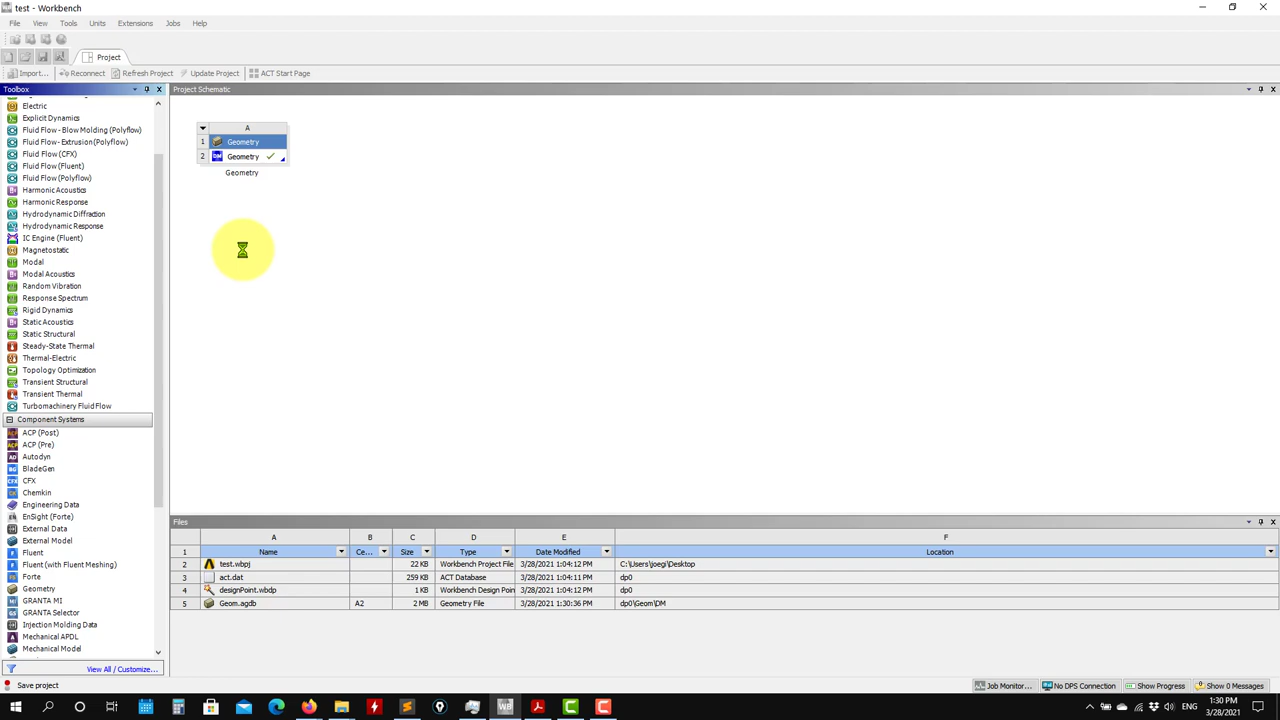 test - Workbench
File View Tools Units Extensions Jobs Help
Project
Import... Reconnect Refresh Project Update Project ACT Start Page
Toolbox
Project Schematic
Electric
Explicit Dynamics
Fluid Flow - Blow Molding (Polyflow)
Fluid Flow- Extrusion (Polyflow)
Fluid Flow (CFX)
Fluid Flow (Fluent)
Fluid Flow (Polyflow)
Harmonic Acoustics
Harmonic Response
Hydrodynamic Diffraction
Hydrodynamic Response
IC Engine (Fluent)
Magnetostatic
Modal
Modal Acoustics
Random Vibration
Response Spectrum
Rigid Dynamics
Static Acoustics
Static Structural
Steady-State Thermal
Thermal-Electric
Topology Optimization
Transient Structural
Transient Thermal
Turbomachinery Fluid Flow
Component Systems
ACP (Post)
ACP (Pre)
Autodyn
BladeGen
CFX
Chemkin
Engineering Data
EnSight (Forte)
External Data
External Model
Fluent
Fluent (with Fluent Meshing)
Forte
Geometry
GRANTA MI
GRANTA Selector
Injection Molding Data
Mechanical APDL
Mechanical Model
View All / Customize...
A
1 Geometry
2 DM Geometry
Geometry
Files
A B C D E F
1 Name Ce... Size Type Date Modified Location
2 test.wbpj 22 KB Workbench Project File 3/28/2021 1:04:12 PM C:\Users\joegi\Desktop
3 act.dat 259 KB ACT Database 3/28/2021 1:04:11 PM dp0
4 designPoint.wbdp 1 KB Workbench Design Poin 3/28/2021 1:04:12 PM dp0
5 Geom.agdb A2 2 MB Geometry File 3/28/2021 1:30:36 PM dp0\Geom\DM
Save project
Job Monitor... No DPS Connection Show Progress Show 0 Messages
1:30 PM
3/28/2021